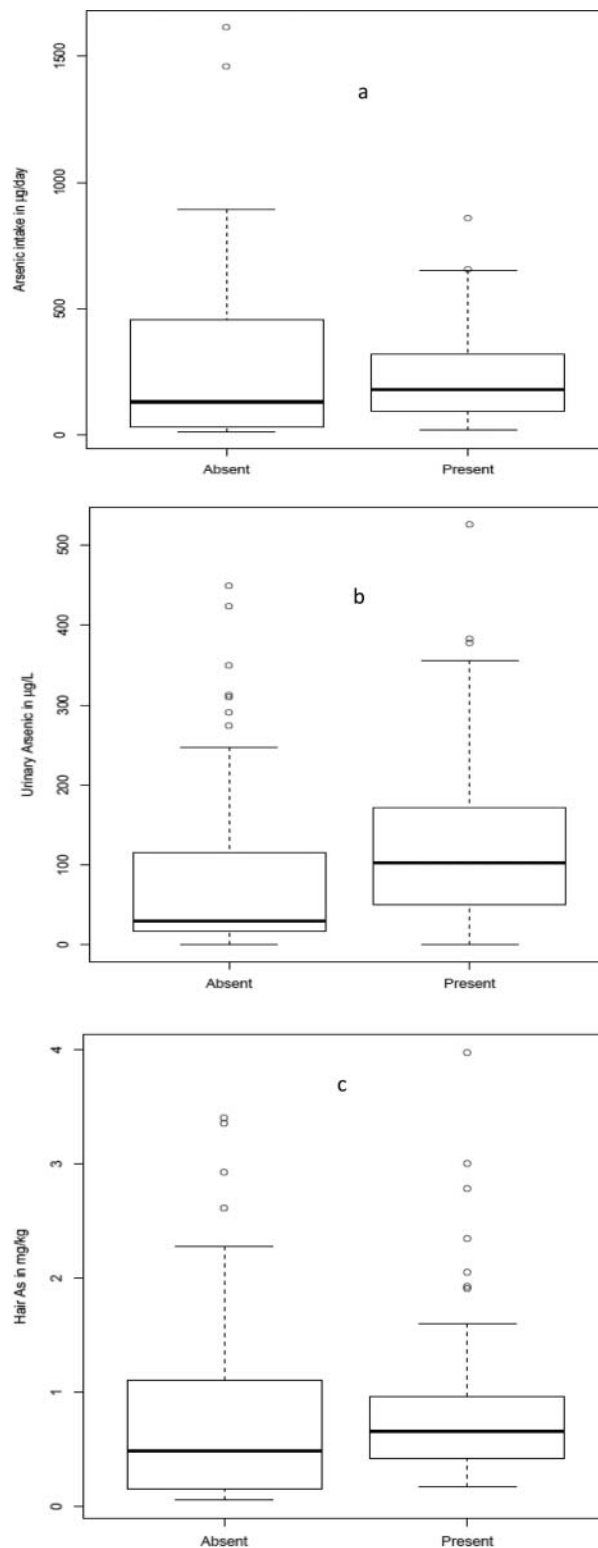 a
Arsenic intake in µg/day
1500
1000
500
0
Absent Present
b
Urinary Arsenic in µg/L
500
400
300
200
100
0
Absent Present
c
Hair As in mg/kg
4
3
2
1
0
Absent Present